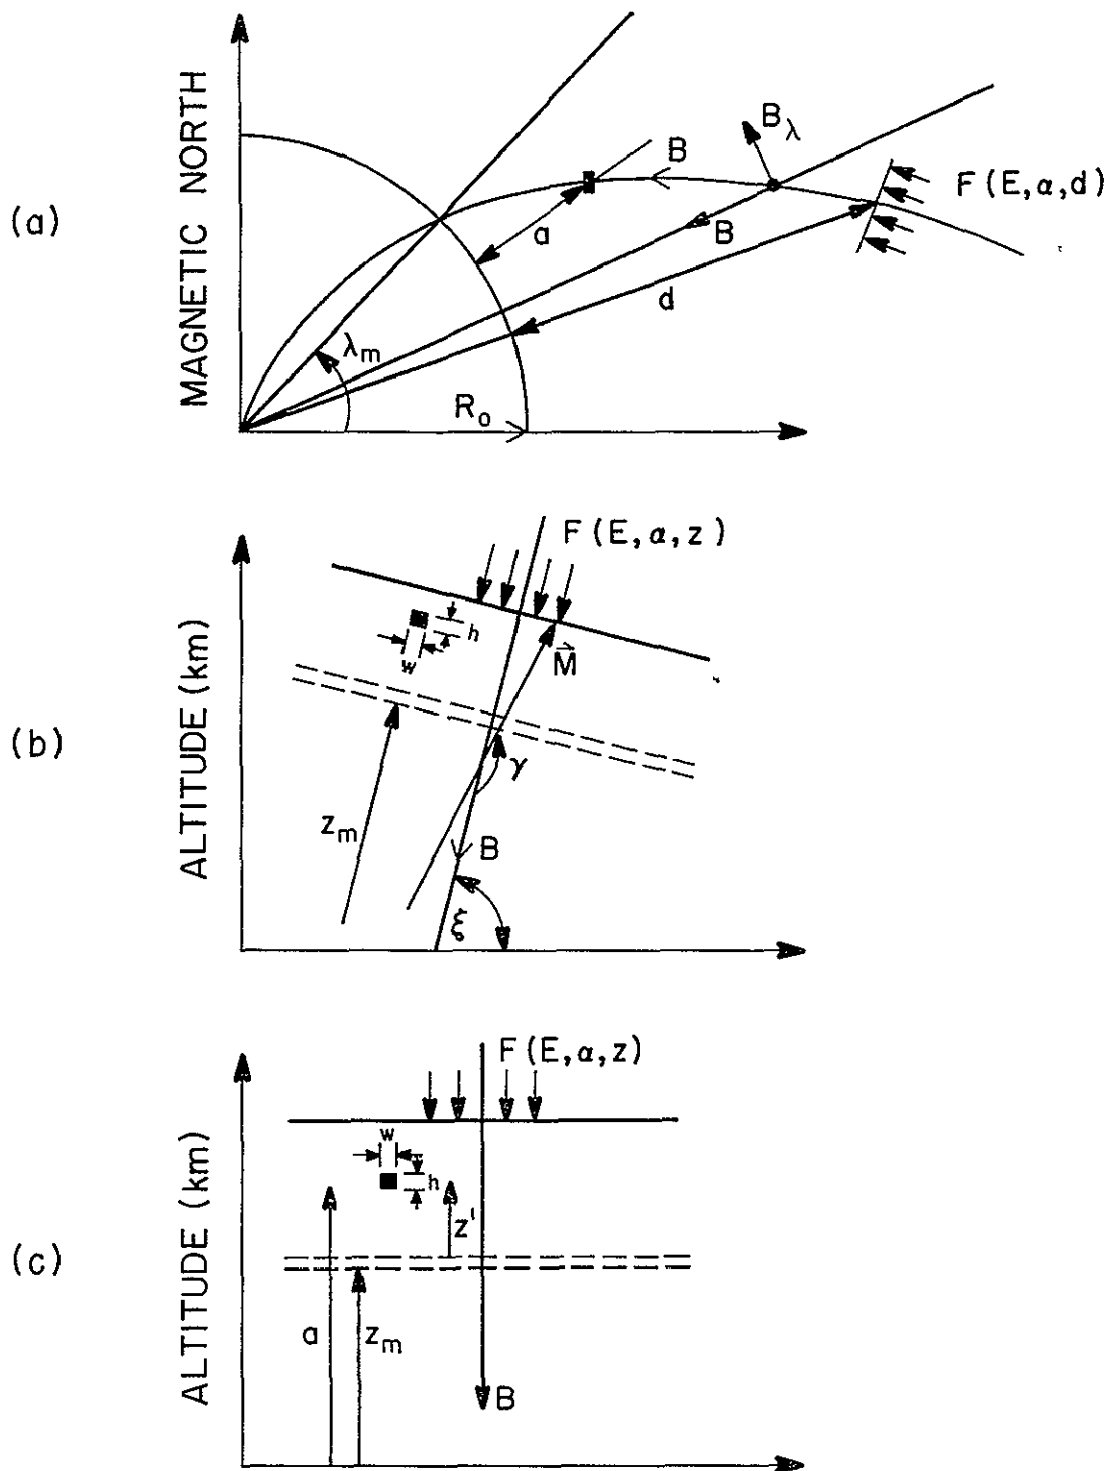 (a)
MAGNETIC NORTH
B_λ
B
F(E,α,d)
a
B
d
λ_m
R_o
(b)
ALTITUDE (km)
F(E,α,z)
h
w
M⃗
γ
z_m
B
ξ
(c)
ALTITUDE (km)
F(E,α,z)
w
h
z'
a
z_m
B